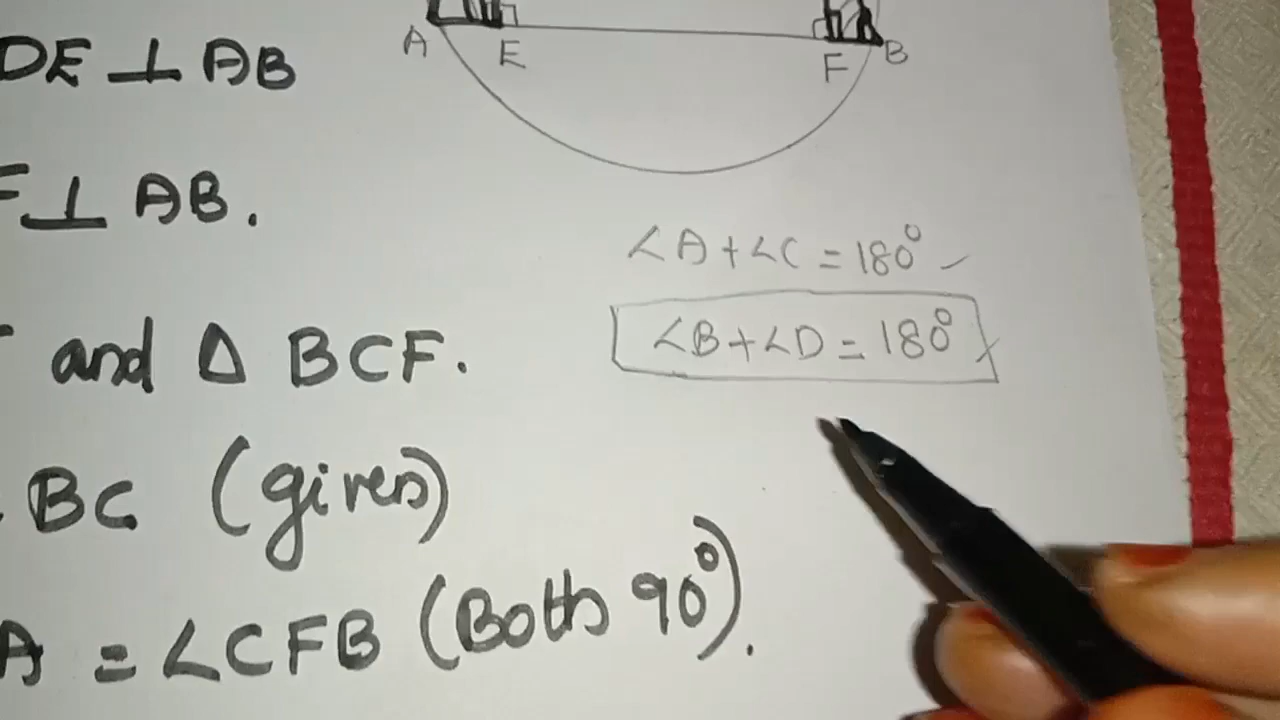 A E F B
DE ⊥ AB
⊥ AB.
∠A+∠C = 180°
∠B+∠D = 180°
and △ BCF.
BC (given)
A = ∠CFB (Both 90°).